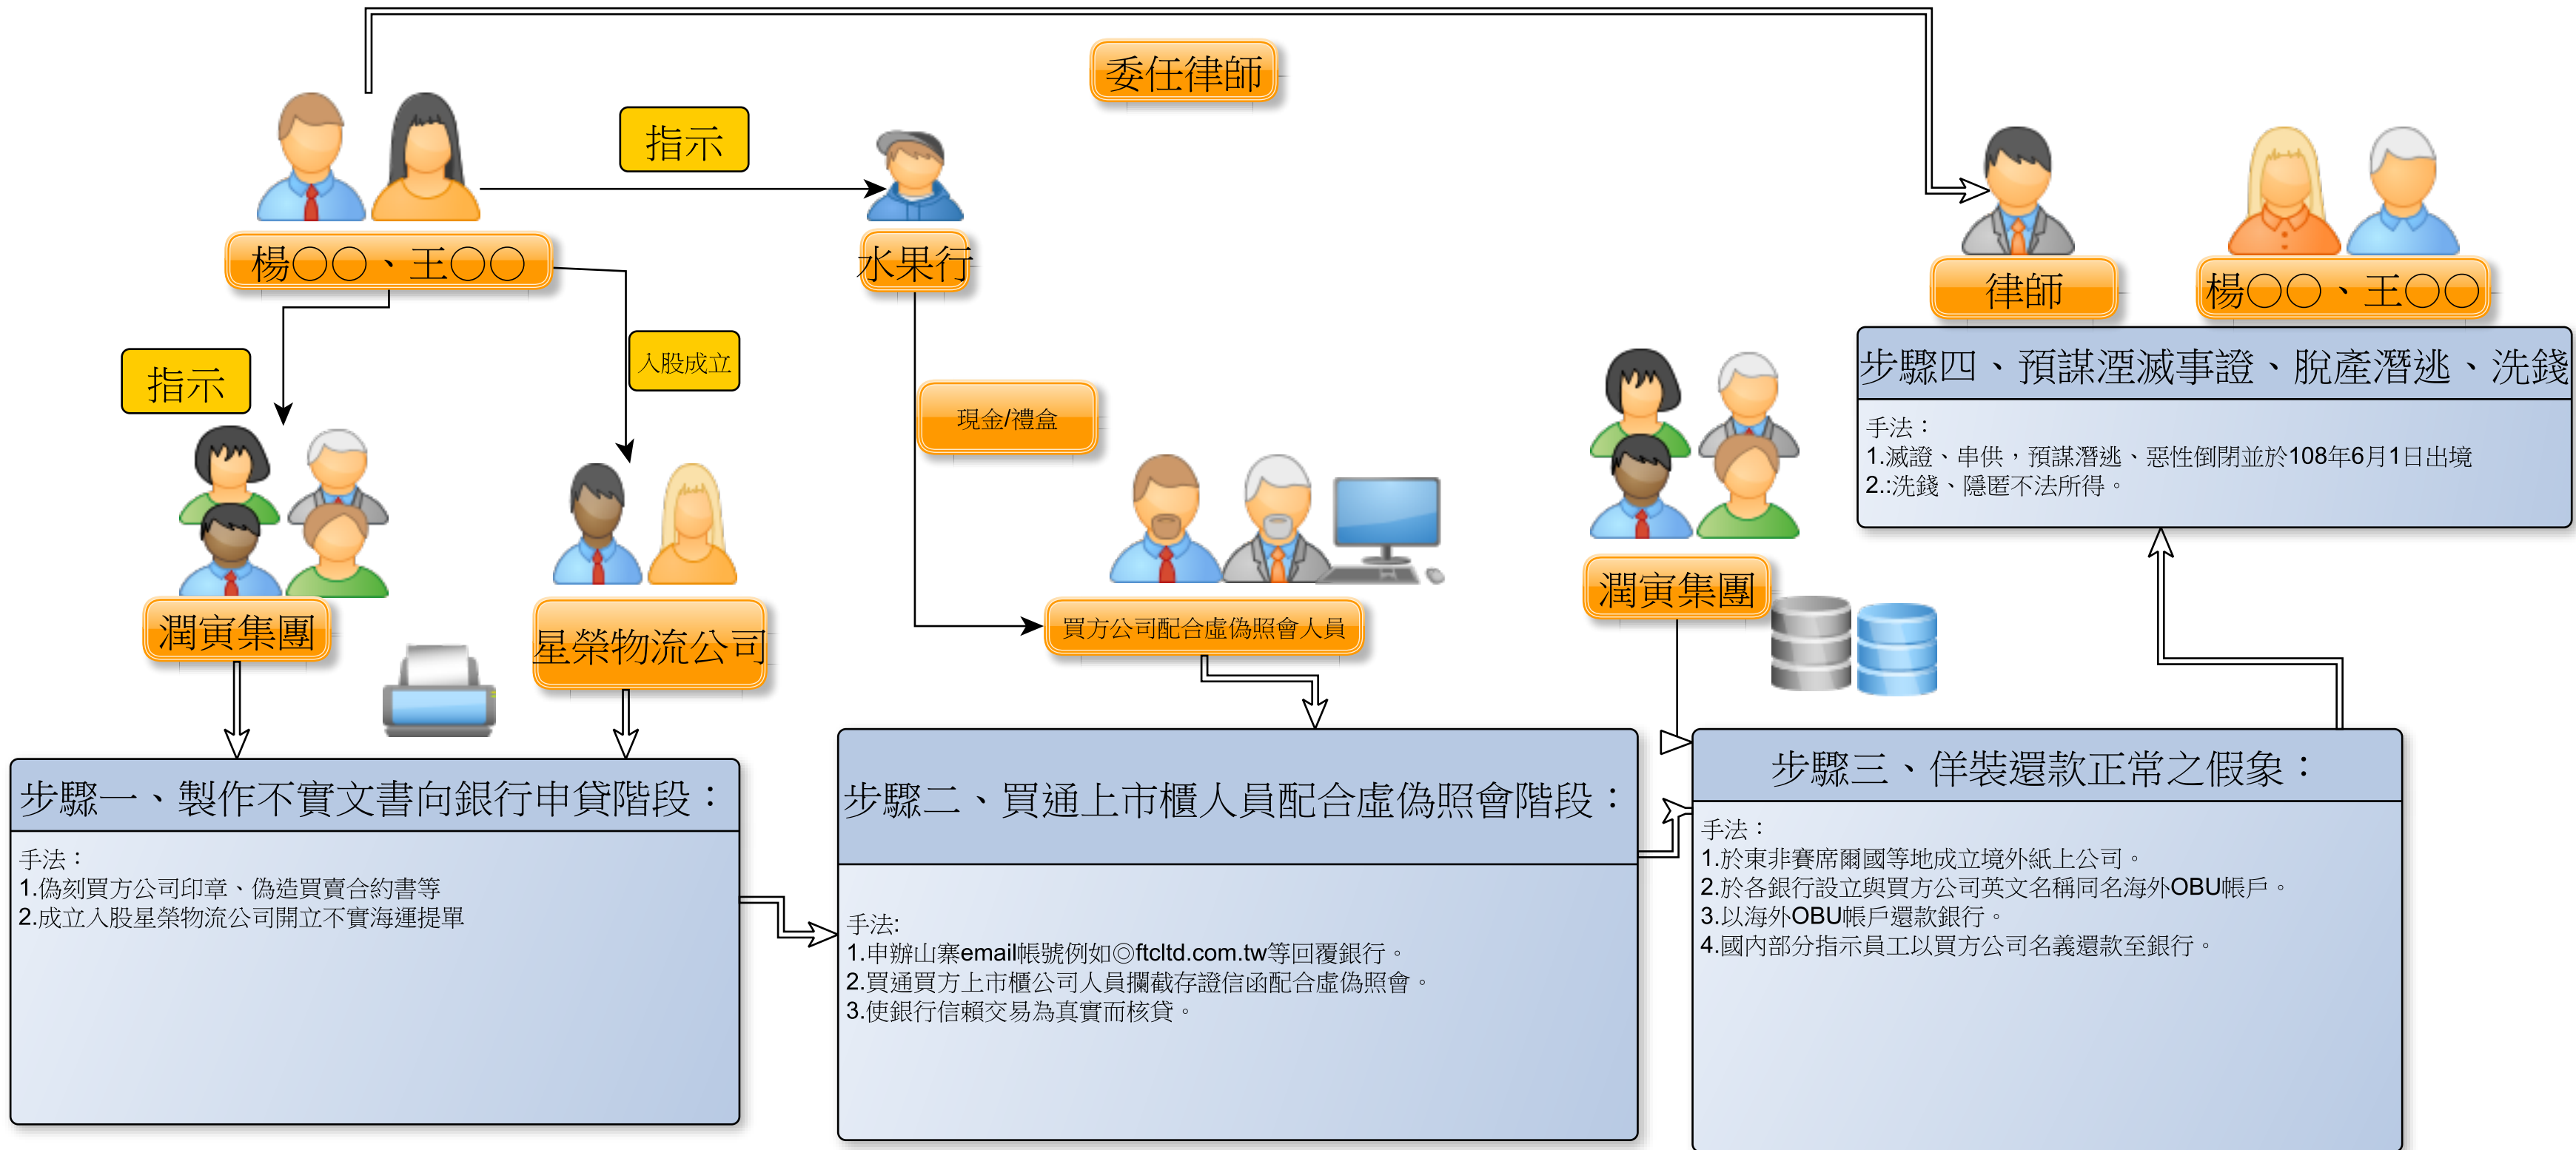 委任律師
指示
楊○○、王○○
水果行
律師
楊○○、王○○
指示
入股成立
現金/禮盒
潤寅集團
星榮物流公司
買方公司配合虛偽照會人員
潤寅集團
步驟四、預謀湮滅事證、脫產潛逃、洗錢
手法：
1.滅證、串供，預謀潛逃、惡性倒閉並於108年6月1日出境
2.:洗錢、隱匿不法所得。
步驟一、製作不實文書向銀行申貸階段：
手法：
1.偽刻買方公司印章、偽造買賣合約書等
2.成立入股星榮物流公司開立不實海運提單
步驟二、買通上市櫃人員配合虛偽照會階段：
手法:
1.申辦山寨email帳號例如◎ftcltd.com.tw等回覆銀行。
2.買通買方上市櫃公司人員攔截存證信函配合虛偽照會。
3.使銀行信賴交易為真實而核貸。
步驟三、佯裝還款正常之假象：
手法：
1.於東非賽席爾國等地成立境外紙上公司。
2.於各銀行設立與買方公司英文名稱同名海外OBU帳戶。
3.以海外OBU帳戶還款銀行。
4.國內部分指示員工以買方公司名義還款至銀行。